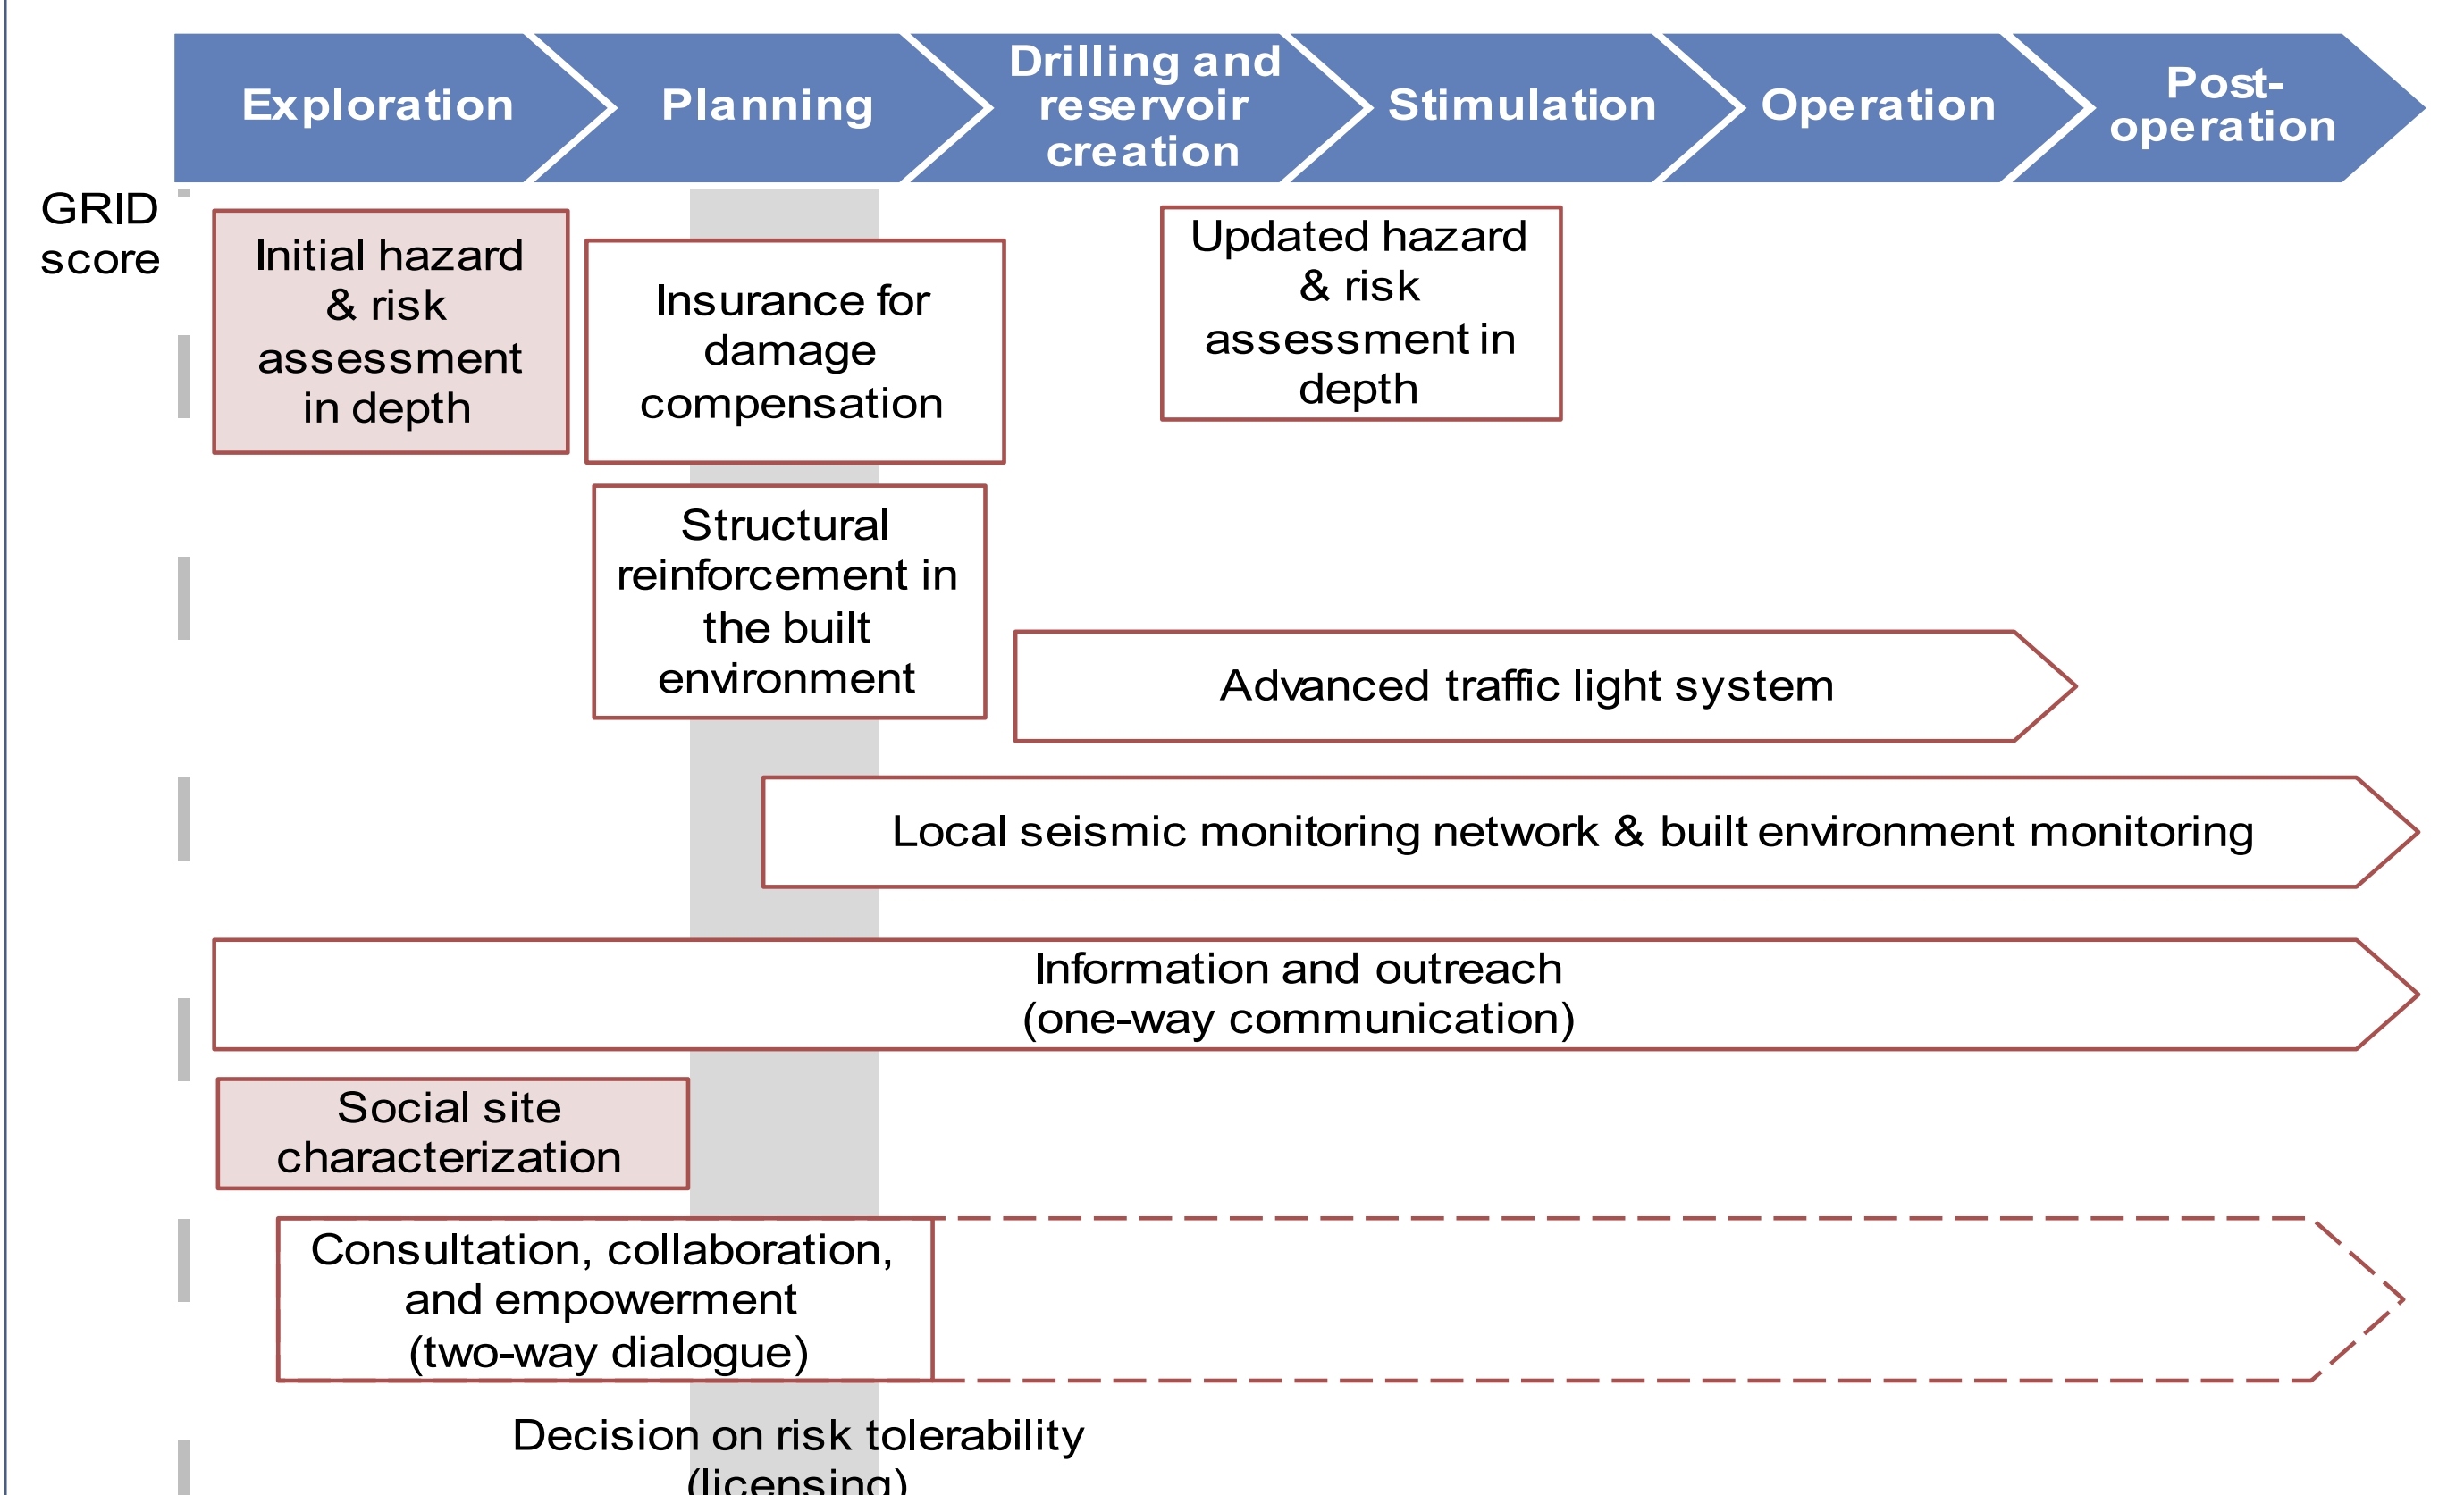 Exploration
Planning
Drilling and
reservoir
creation
Stimulation
Operation
Post-
operation
GRID
score
Initial hazard
& risk
assessment
in depth
Insurance for
damage
compensation
Updated hazard
& risk
assessment in
depth
Structural
reinforcement in
the built
environment
Advanced traffic light system
Local seismic monitoring network & built environment monitoring
Information and outreach
(one-way communication)
Social site
characterization
Consultation, collaboration,
and empowerment
(two-way dialogue)
Decision on risk tolerability
(licensing)